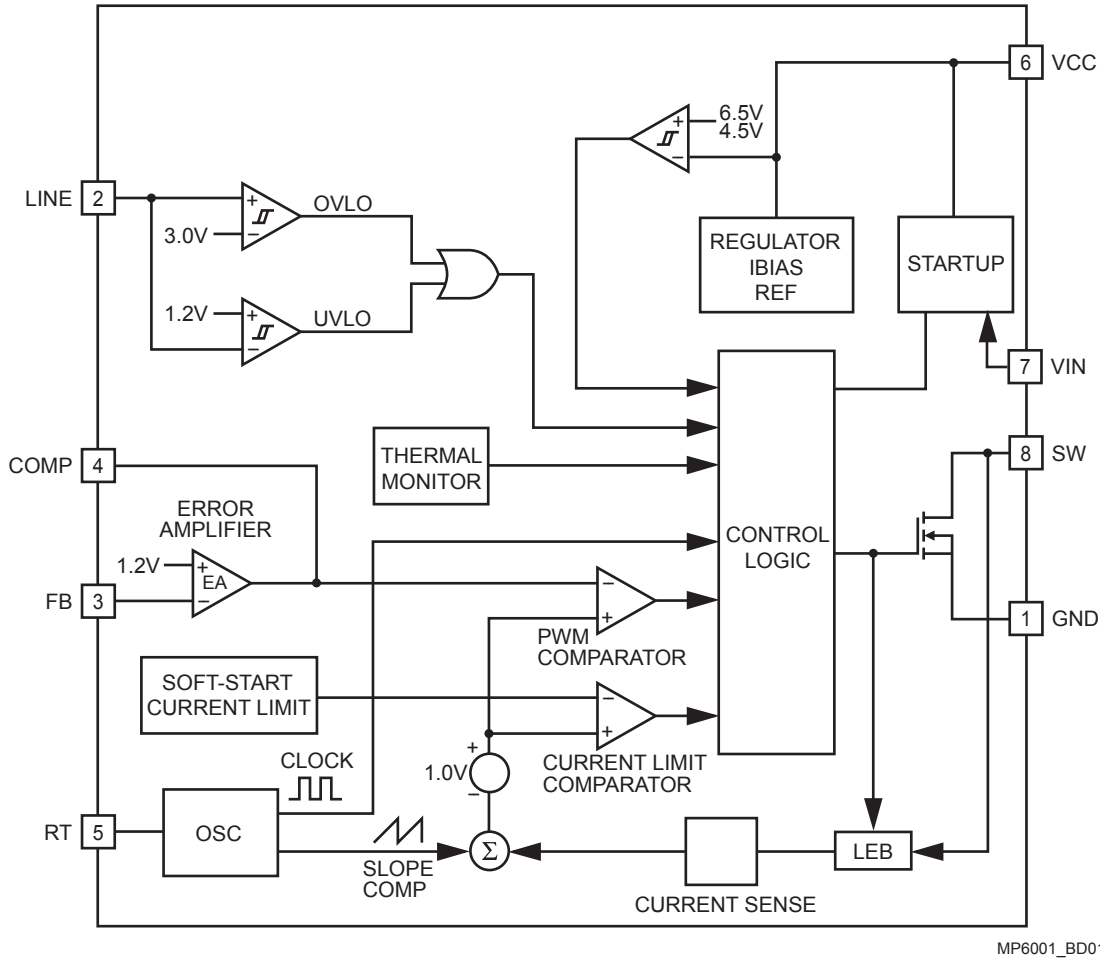 6 VCC
+ 6.5V
4.5V
−
LINE 2
+ OVLO
3.0V −
REGULATOR
IBIAS
REF
STARTUP
1.2V +
UVLO
−
7 VIN
THERMAL
MONITOR
COMP 4
8 SW
ERROR
AMPLIFIER
CONTROL
LOGIC
1.2V +
EA
FB 3 −
−
+
PWM
COMPARATOR
1 GND
SOFT-START
CURRENT LIMIT
−
+
CURRENT LIMIT
COMPARATOR
CLOCK
+
1.0V
−
RT 5
OSC
SLOPE
COMP
Σ
LEB
CURRENT SENSE
MP6001_BD01